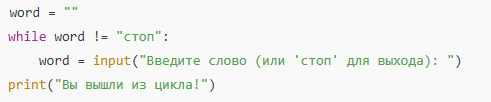 word = ""
while word != "стоп":
    word = input("Введите слово (или 'стоп' для выхода): ")
print("Вы вышли из цикла!")